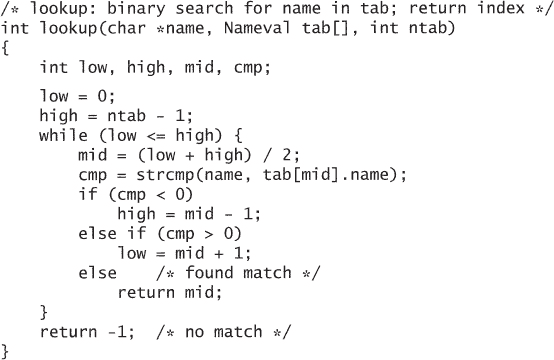 /* lookup: binary search for name in tab; return index */
int lookup(char *name, Nameval tab[], int ntab)
{
    int low, high, mid, cmp;

    low = 0;
    high = ntab - 1;
    while (low <= high) {
        mid = (low + high) / 2;
        cmp = strcmp(name, tab[mid].name);
        if (cmp < 0)
            high = mid - 1;
        else if (cmp > 0)
            low = mid + 1;
        else    /* found match */
            return mid;
    }
    return -1;  /* no match */
}